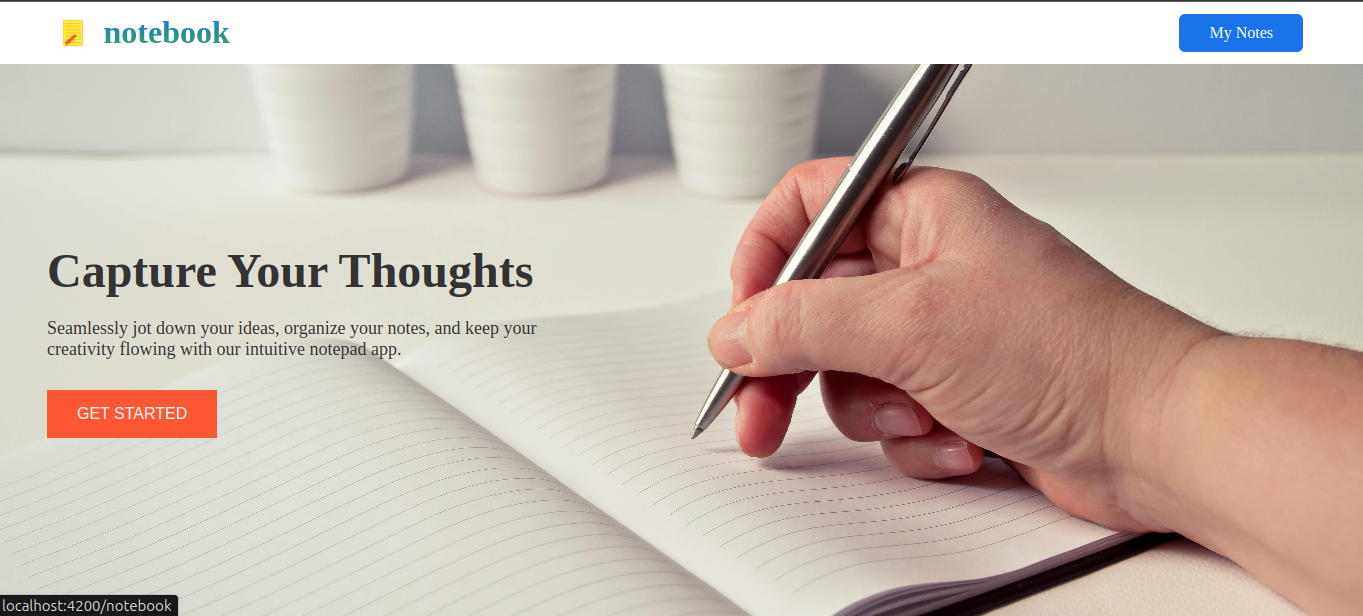 notebook
My Notes
Capture Your Thoughts
Seamlessly jot down your ideas, organize your notes, and keep your
creativity flowing with our intuitive notepad app.
GET STARTED
localhost:4200/notebook